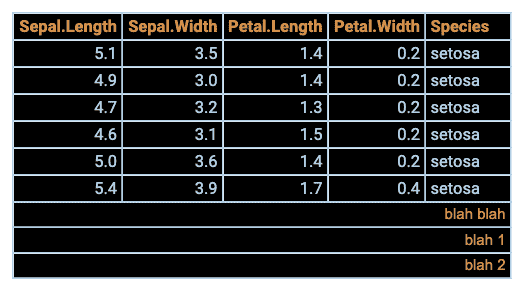 Sepal.Length Sepal.Width Petal.Length Petal.Width Species
5.1 3.5 1.4 0.2 setosa
4.9 3.0 1.4 0.2 setosa
4.7 3.2 1.3 0.2 setosa
4.6 3.1 1.5 0.2 setosa
5.0 3.6 1.4 0.2 setosa
5.4 3.9 1.7 0.4 setosa
blah blah
blah 1
blah 2